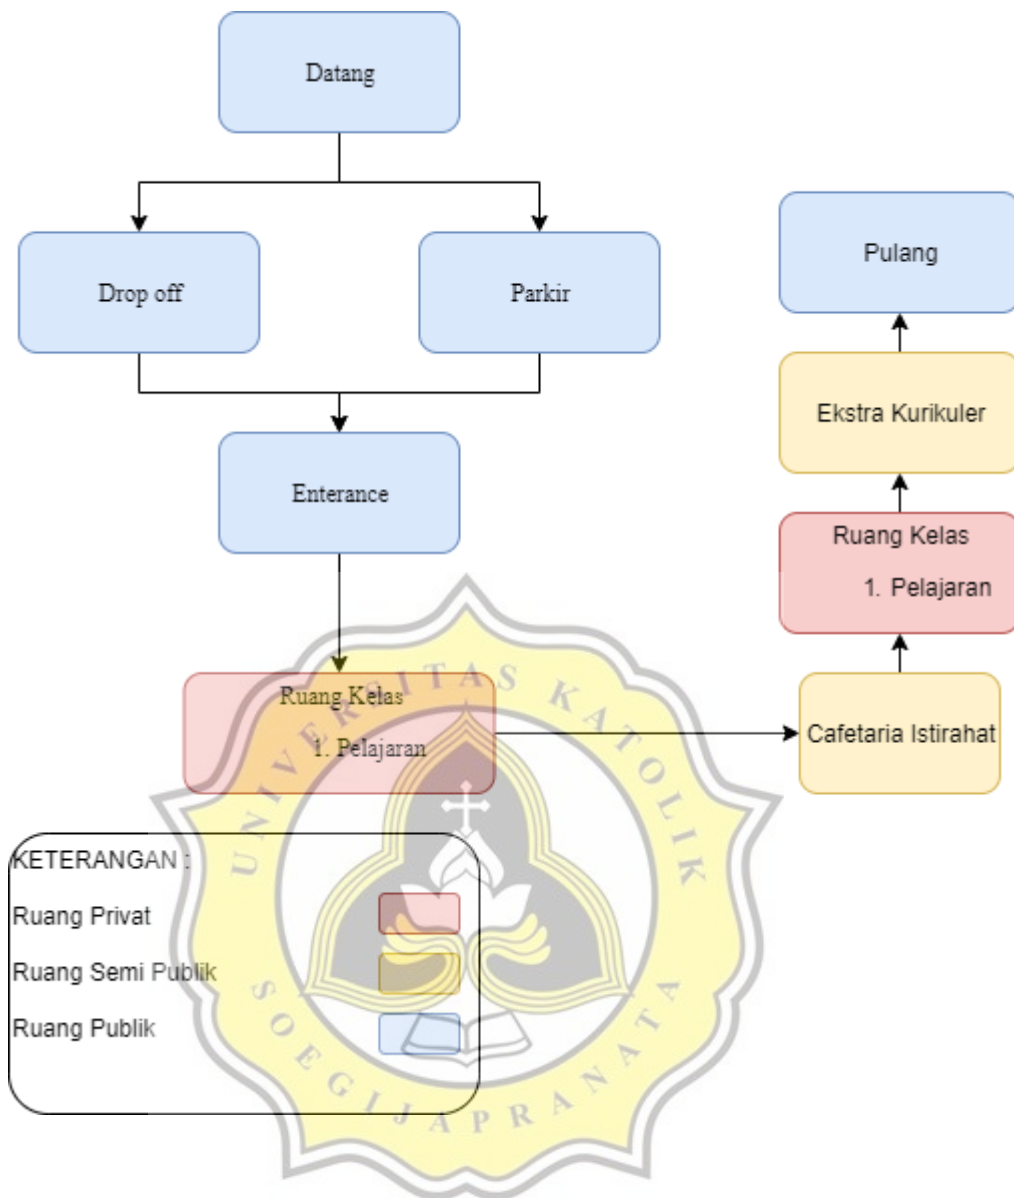 Datang
Drop off
Parkir
Enterance
Ruang Kelas
1. Pelajaran
Cafetaria Istirahat
Ruang Kelas
1. Pelajaran
Ekstra Kurikuler
Pulang
KETERANGAN :
Ruang Privat
Ruang Semi Publik
Ruang Publik
UNIVERSITAS KATOLIK
SOEGIJAPRANATA